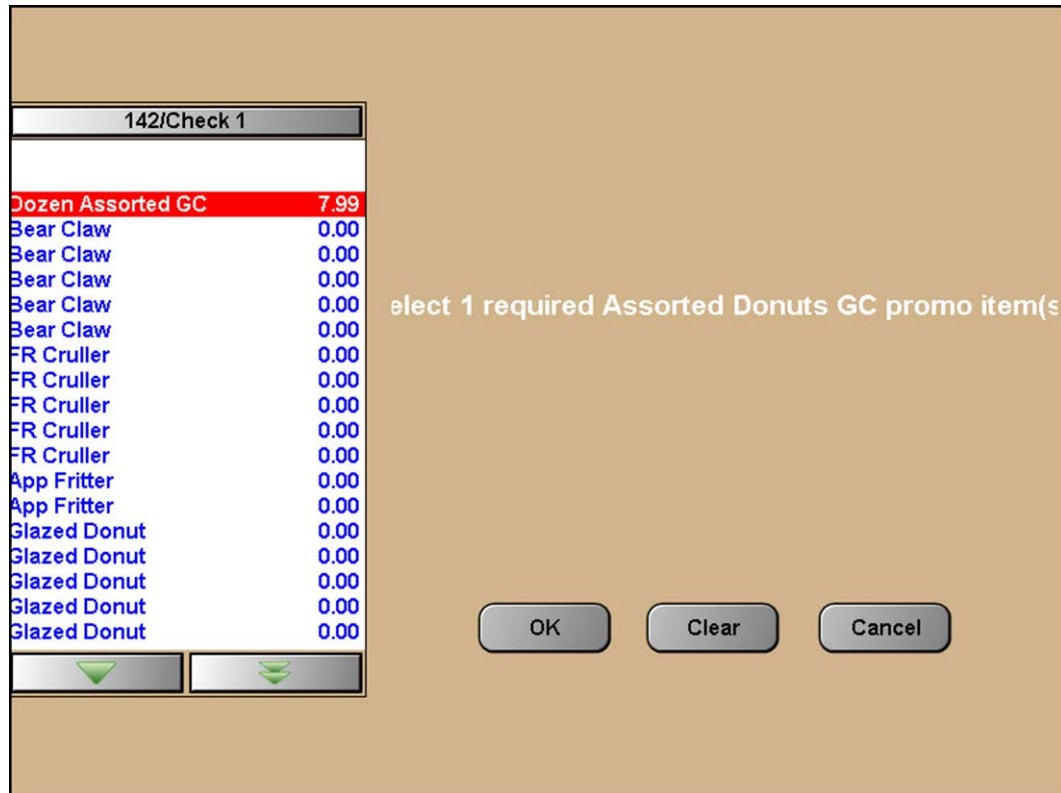 142/Check 1
Dozen Assorted GC 7.99
Bear Claw 0.00
Bear Claw 0.00
Bear Claw 0.00
Bear Claw 0.00
Bear Claw 0.00
FR Cruller 0.00
FR Cruller 0.00
FR Cruller 0.00
FR Cruller 0.00
FR Cruller 0.00
App Fritter 0.00
App Fritter 0.00
Glazed Donut 0.00
Glazed Donut 0.00
Glazed Donut 0.00
Glazed Donut 0.00
Glazed Donut 0.00
elect 1 required Assorted Donuts GC promo item(s
OK Clear Cancel